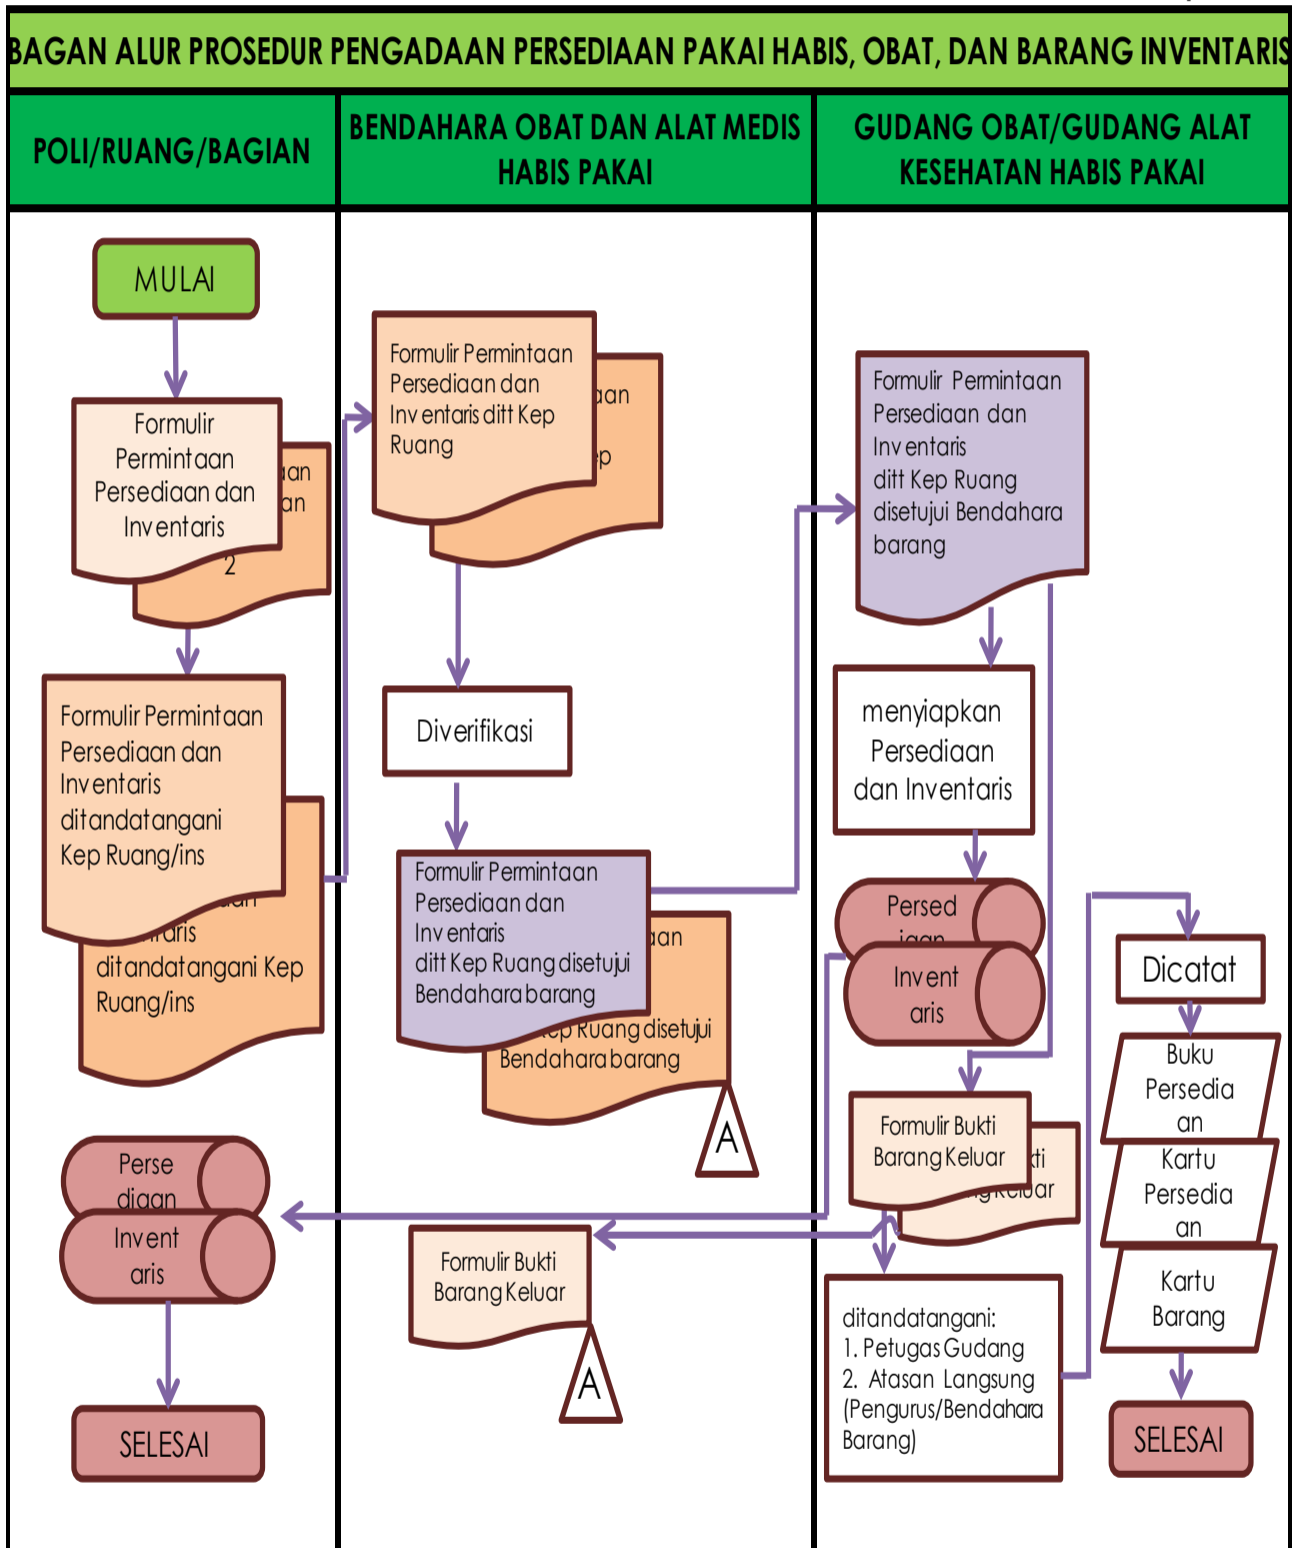 BAGAN ALUR PROSEDUR PENGADAAN PERSEDIAAN PAKAI HABIS, OBAT, DAN BARANG INVENTARIS
POLI/RUANG/BAGIAN
BENDAHARA OBAT DAN ALAT MEDIS
HABIS PAKAI
GUDANG OBAT/GUDANG ALAT
KESEHATAN HABIS PAKAI
MULAI
Formulir
Permintaan
Persediaan dan
Inventaris
2
Formulir Permintaan
Persediaan dan
Inventaris
ditandatangani
Kep Ruang/ins
ditandatangani Kep
Ruang/ins
Perse
diaan
Invent
aris
SELESAI
Formulir Permintaan
Persediaan dan
Inventaris ditt Kep
Ruang
Diverifikasi
Formulir Permintaan
Persediaan dan
Inventaris
ditt Kep Ruang disetujui
Bendahara barang
Kep Ruang disetujui
Bendahara barang
A
Formulir Bukti
Barang Keluar
A
Formulir Permintaan
Persediaan dan
Inventaris
ditt Kep Ruang
disetujui Bendahara
barang
menyiapkan
Persediaan
dan Inventaris
Persed
iaan
Invent
aris
Formulir Bukti
Barang Keluar
ditandatangani:
1. Petugas Gudang
2. Atasan Langsung
(Pengurus/Bendahara
Barang)
Dicatat
Buku
Persedia
an
Kartu
Persedia
an
Kartu
Barang
SELESAI